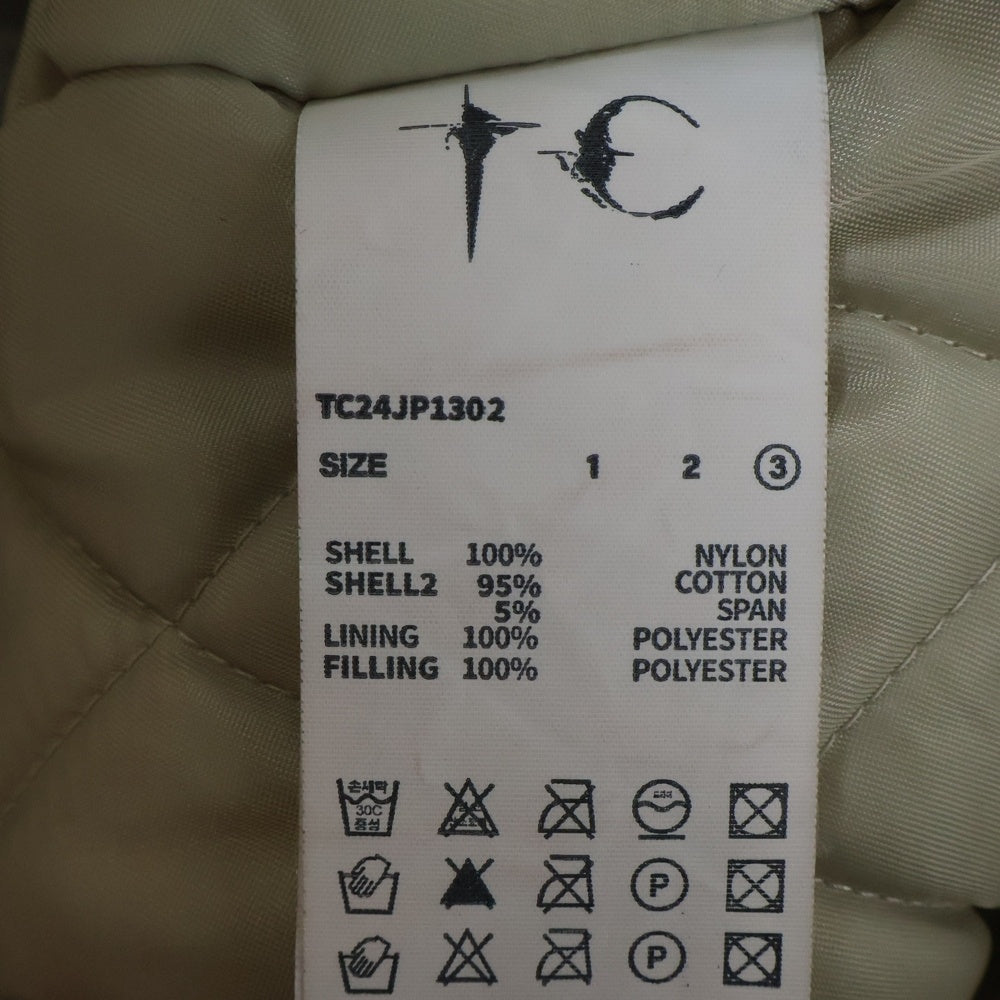 TC
TC24JP1302
SIZE 1 2 3
SHELL 100% NYLON
SHELL2 95% COTTON
5% SPAN
LINING 100% POLYESTER
FILLING 100% POLYESTER
손세탁
30C
중성
P
P